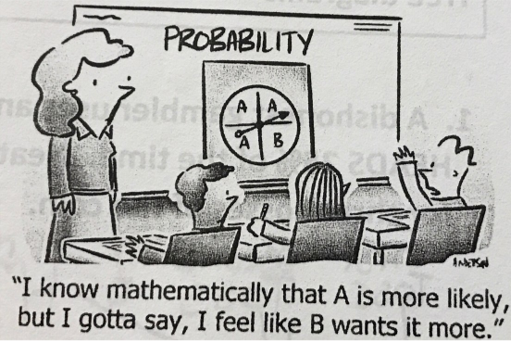 PROBABILITY
A A
A B
"I know mathematically that A is more likely,
but I gotta say, I feel like B wants it more."